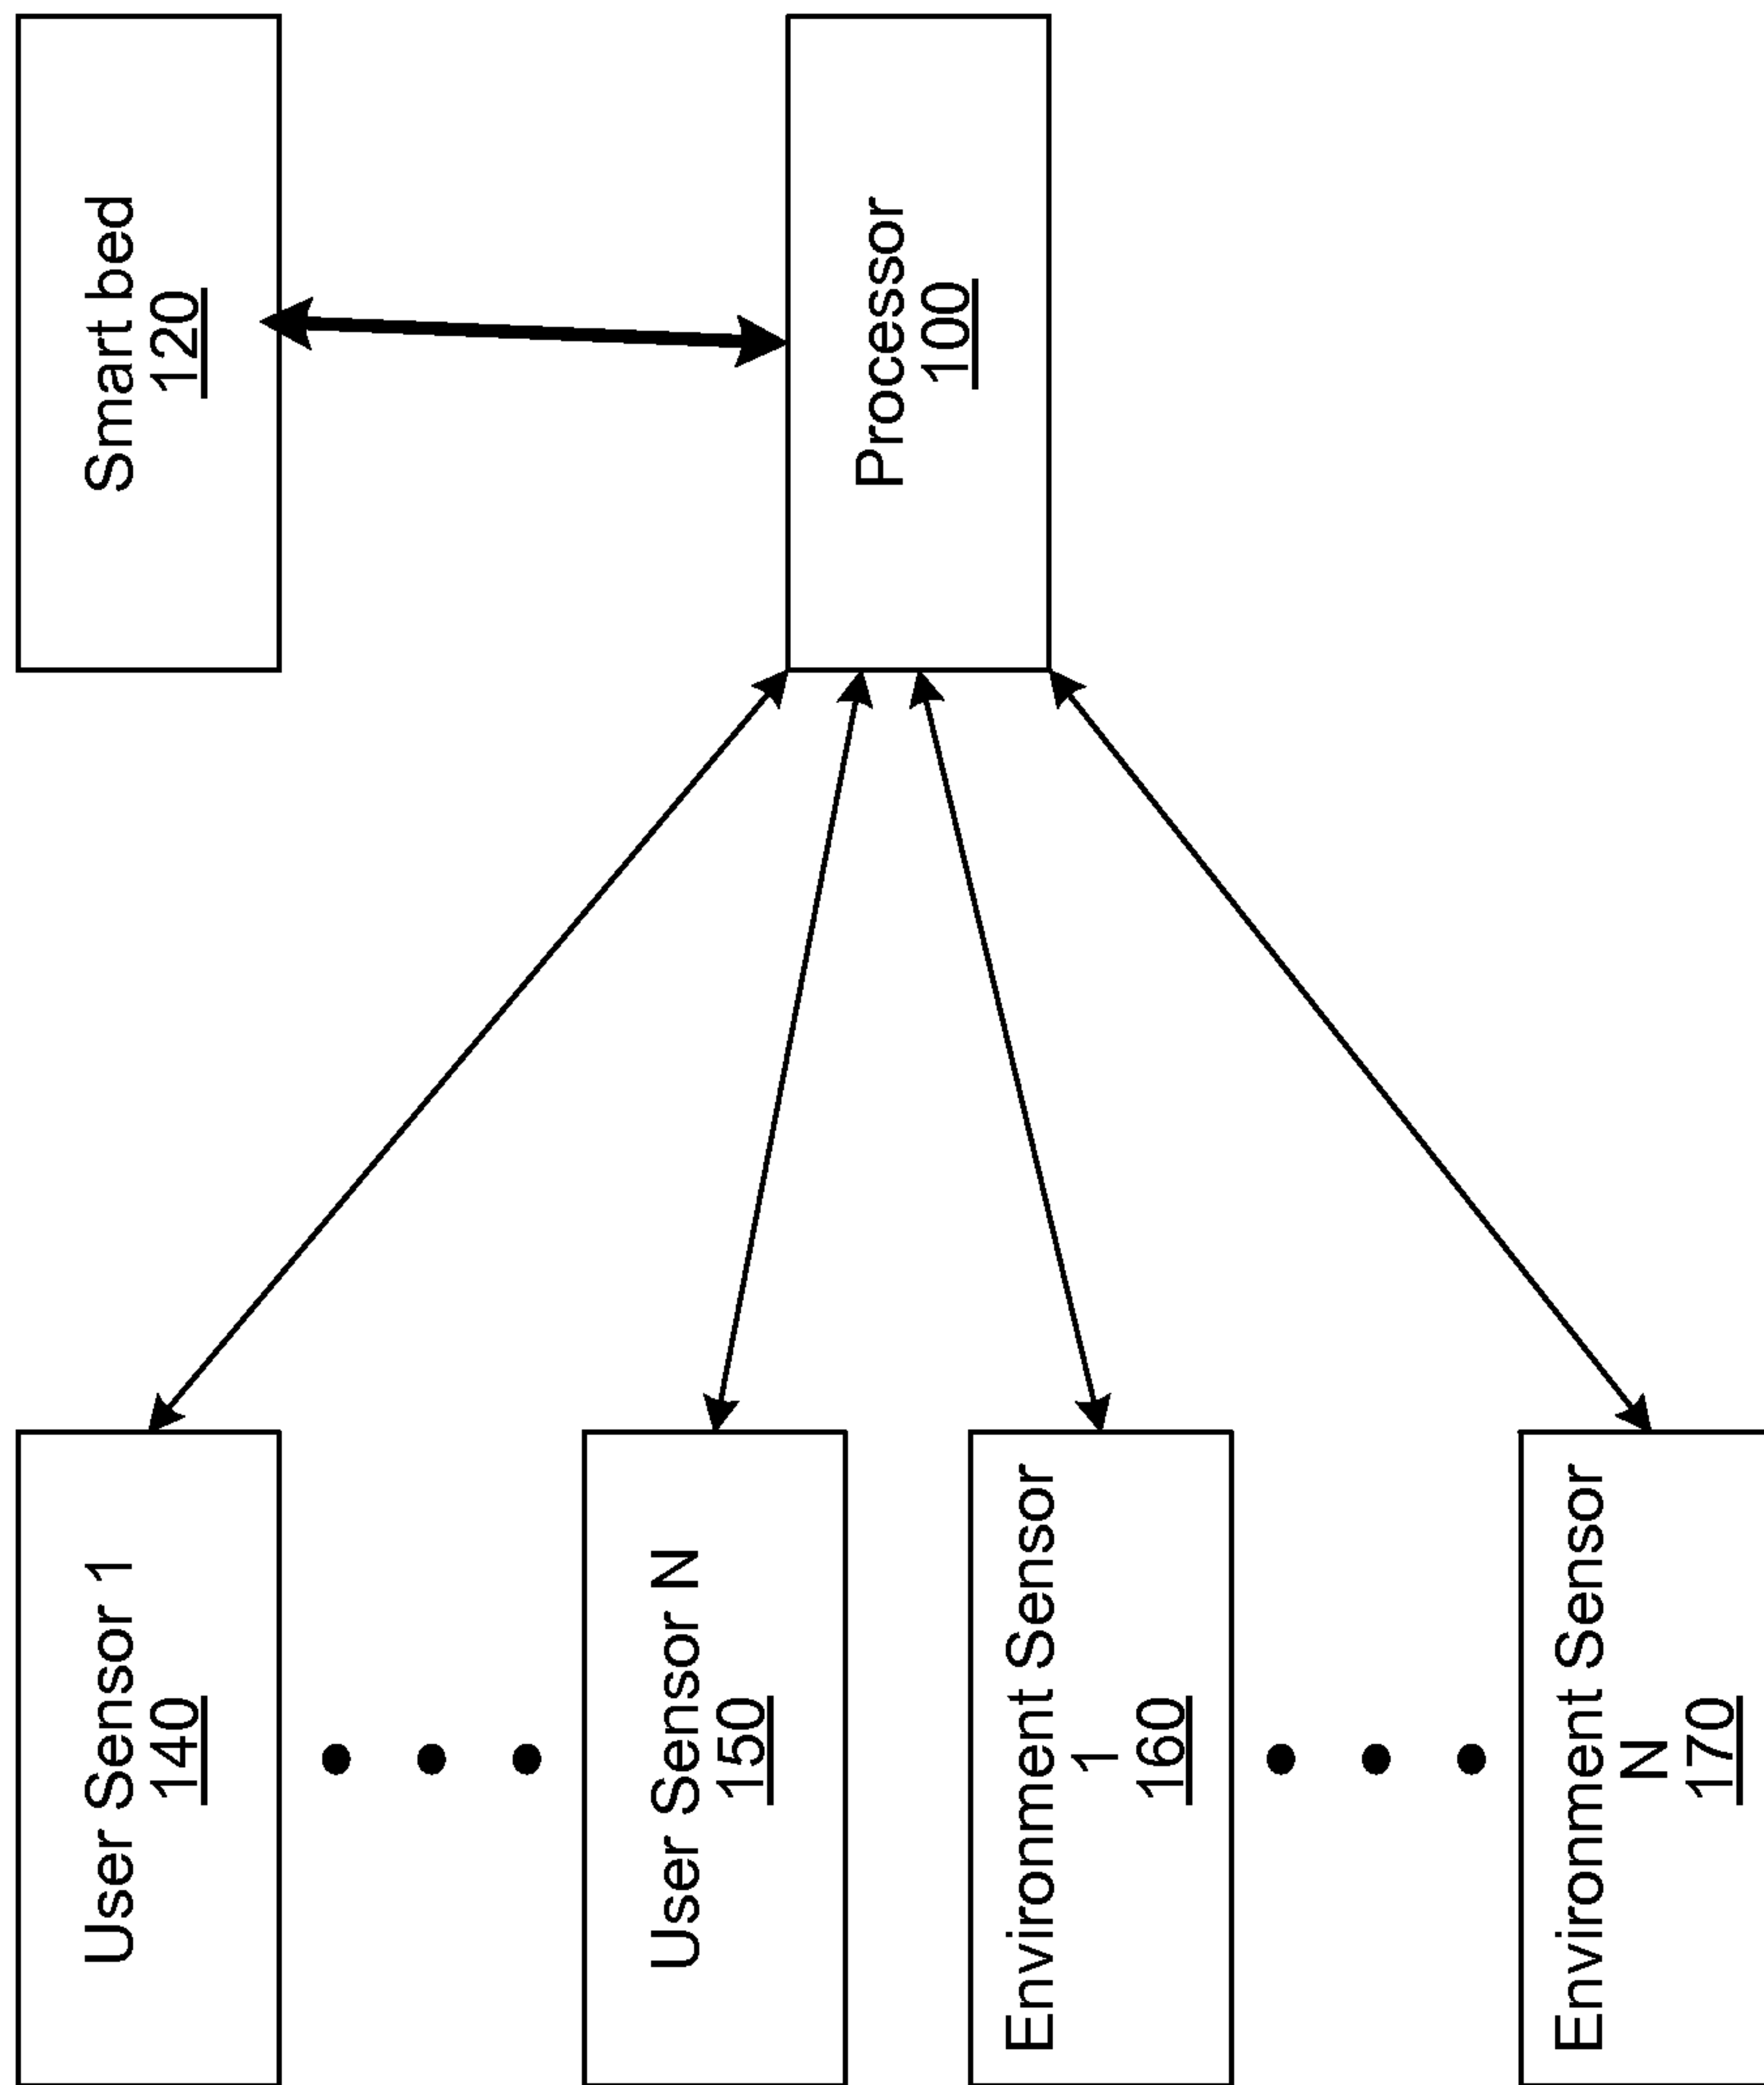 User Sensor 1
140
User Sensor N
150
Environment Sensor
1
160
Environment Sensor
N
170
Smart bed
120
Processor
100